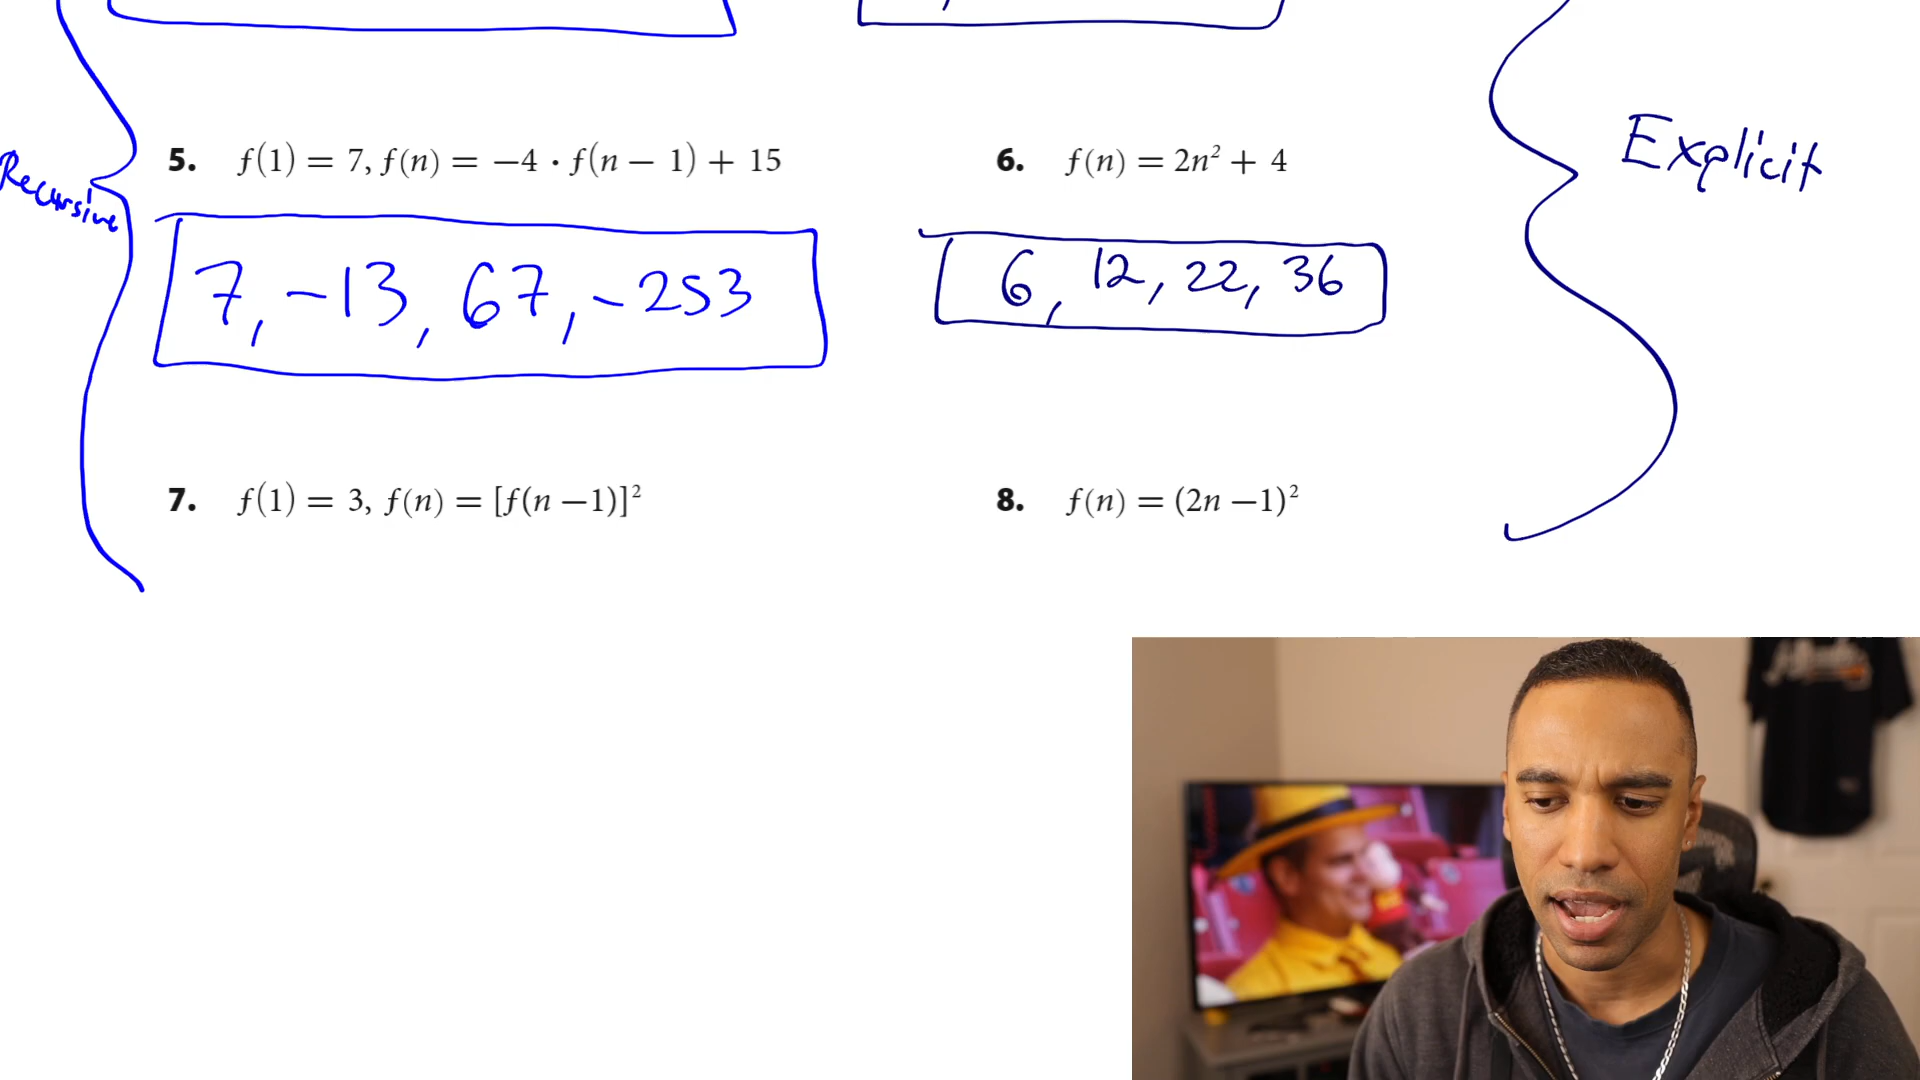 5. f(1) = 7, f(n) = −4 · f(n − 1) + 15
6. f(n) = 2n² + 4
Explicit
Recursive
7, -13, 67, -253
6, 12, 22, 36
7. f(1) = 3, f(n) = [f(n −1)]²
8. f(n) = (2n −1)²